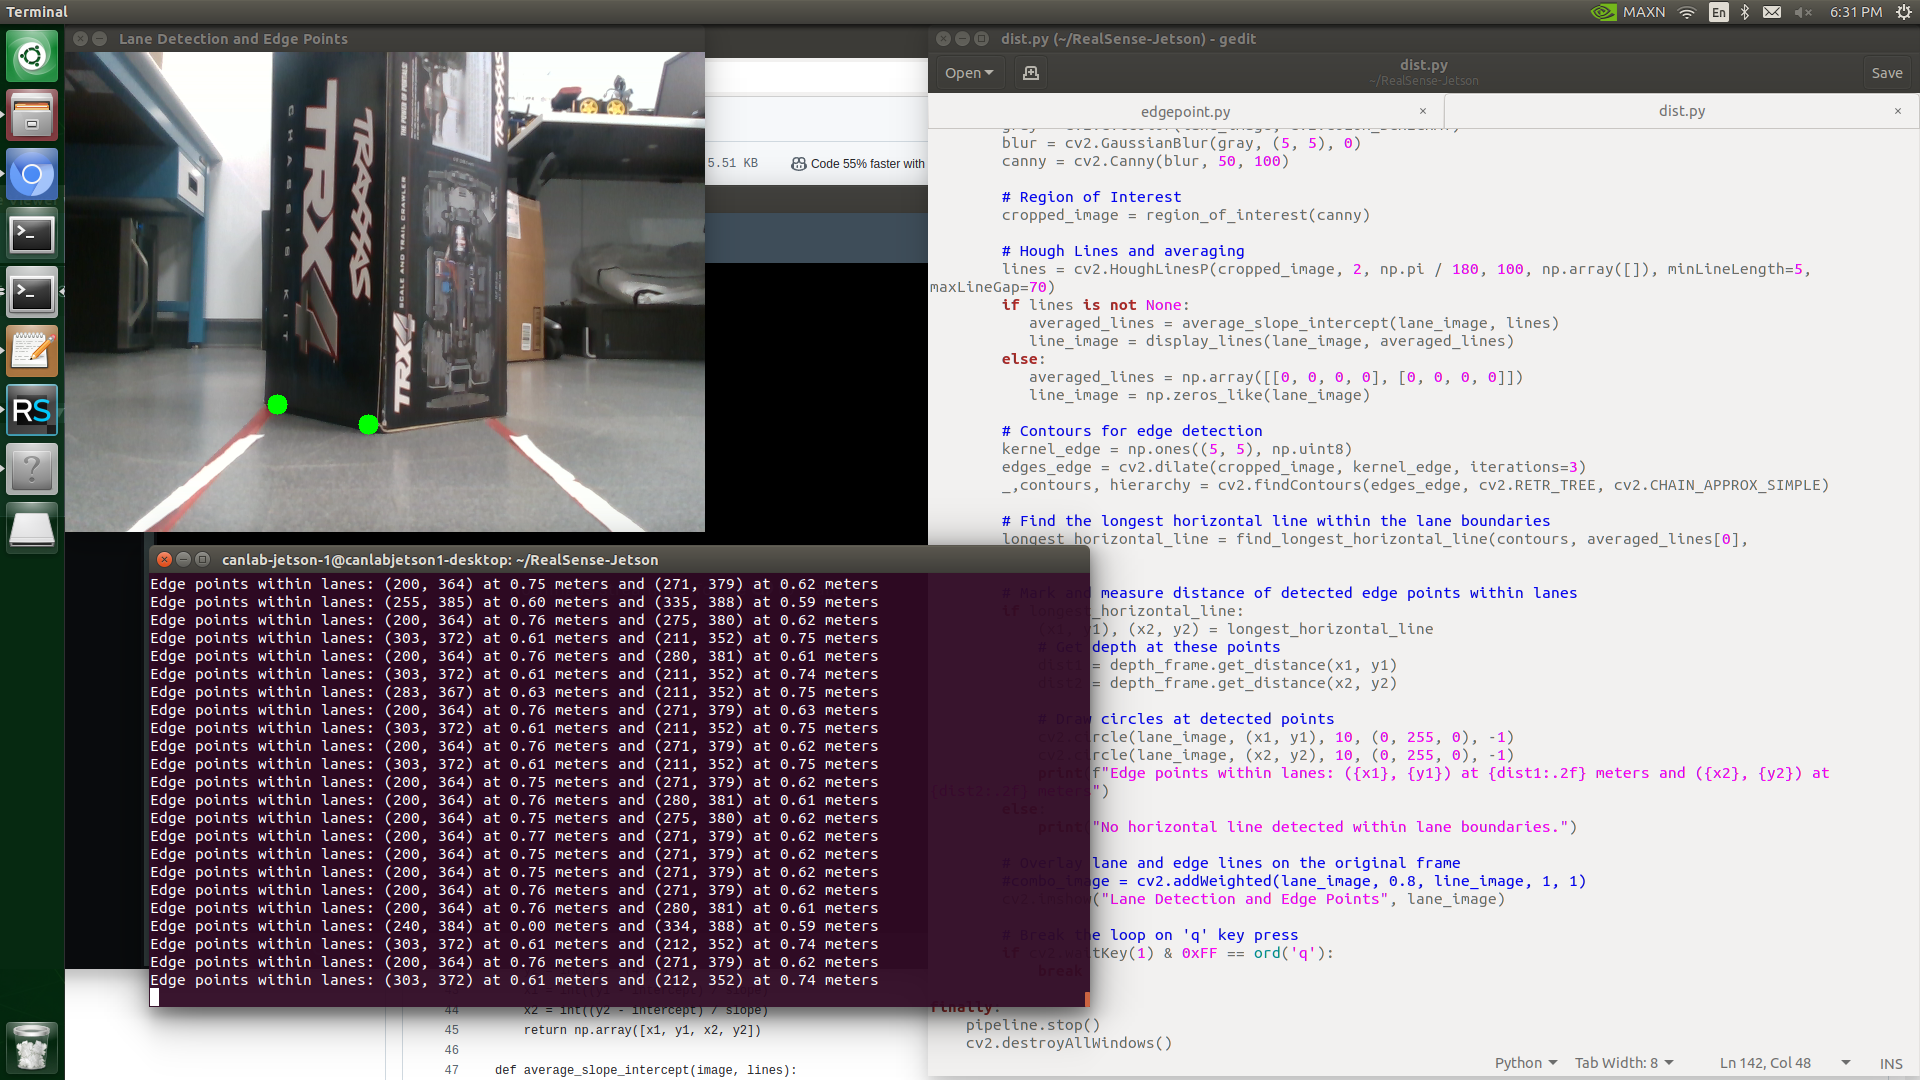 Terminal
MAXN
En
6:31 PM
Lane Detection and Edge Points
TRX4
CHASSIS KIT
TRAXXAS
TRX4
SCALE AND TRAIL CRAWLER
TRAXXAS
5.51 KB
Code 55% faster with
dist.py (~/RealSense-Jetson) - gedit
Open
dist.py
~/RealSense-Jetson
Save
edgepoint.py
dist.py
blur = cv2.GaussianBlur(gray, (5, 5), 0)
canny = cv2.Canny(blur, 50, 100)
# Region of Interest
cropped_image = region_of_interest(canny)
# Hough Lines and averaging
lines = cv2.HoughLinesP(cropped_image, 2, np.pi / 180, 100, np.array([]), minLineLength=5,
maxLineGap=70)
if lines is not None:
averaged_lines = average_slope_intercept(lane_image, lines)
line_image = display_lines(lane_image, averaged_lines)
else:
averaged_lines = np.array([[0, 0, 0, 0], [0, 0, 0, 0]])
line_image = np.zeros_like(lane_image)
# Contours for edge detection
kernel_edge = np.ones((5, 5), np.uint8)
edges_edge = cv2.dilate(cropped_image, kernel_edge, iterations=3)
_,contours, hierarchy = cv2.findContours(edges_edge, cv2.RETR_TREE, cv2.CHAIN_APPROX_SIMPLE)
# Find the longest horizontal line within the lane boundaries
longest_horizontal_line = find_longest_horizontal_line(contours, averaged_lines[0],
# Mark and measure distance of detected edge points within lanes
if longest_horizontal_line:
(x1, y1), (x2, y2) = longest_horizontal_line
# Get depth at these points
dist1 = depth_frame.get_distance(x1, y1)
dist2 = depth_frame.get_distance(x2, y2)
# Draw circles at detected points
cv2.circle(lane_image, (x1, y1), 10, (0, 255, 0), -1)
cv2.circle(lane_image, (x2, y2), 10, (0, 255, 0), -1)
print(f"Edge points within lanes: ({x1}, {y1}) at {dist1:.2f} meters and ({x2}, {y2}) at
{dist2:.2f} meters")
else:
print("No horizontal line detected within lane boundaries.")
# Overlay lane and edge lines on the original frame
#combo_image = cv2.addWeighted(lane_image, 0.8, line_image, 1, 1)
cv2.imshow("Lane Detection and Edge Points", lane_image)
# Break the loop on 'q' key press
if cv2.waitKey(1) & 0xFF == ord('q'):
break
finally:
pipeline.stop()
cv2.destroyAllWindows()
Python
Tab Width: 8
Ln 142, Col 48
INS
canlab-jetson-1@canlabjetson1-desktop: ~/RealSense-Jetson
Edge points within lanes: (200, 364) at 0.75 meters and (271, 379) at 0.62 meters
Edge points within lanes: (255, 385) at 0.60 meters and (335, 388) at 0.59 meters
Edge points within lanes: (200, 364) at 0.76 meters and (275, 380) at 0.62 meters
Edge points within lanes: (303, 372) at 0.61 meters and (211, 352) at 0.75 meters
Edge points within lanes: (200, 364) at 0.76 meters and (280, 381) at 0.61 meters
Edge points within lanes: (303, 372) at 0.61 meters and (211, 352) at 0.74 meters
Edge points within lanes: (283, 367) at 0.63 meters and (211, 352) at 0.75 meters
Edge points within lanes: (200, 364) at 0.76 meters and (271, 379) at 0.63 meters
Edge points within lanes: (303, 372) at 0.61 meters and (211, 352) at 0.75 meters
Edge points within lanes: (200, 364) at 0.76 meters and (271, 379) at 0.62 meters
Edge points within lanes: (303, 372) at 0.61 meters and (211, 352) at 0.75 meters
Edge points within lanes: (200, 364) at 0.75 meters and (271, 379) at 0.62 meters
Edge points within lanes: (200, 364) at 0.76 meters and (280, 381) at 0.61 meters
Edge points within lanes: (200, 364) at 0.75 meters and (275, 380) at 0.62 meters
Edge points within lanes: (200, 364) at 0.77 meters and (271, 379) at 0.62 meters
Edge points within lanes: (200, 364) at 0.75 meters and (271, 379) at 0.62 meters
Edge points within lanes: (200, 364) at 0.75 meters and (271, 379) at 0.62 meters
Edge points within lanes: (200, 364) at 0.76 meters and (271, 379) at 0.62 meters
Edge points within lanes: (200, 364) at 0.76 meters and (280, 381) at 0.61 meters
Edge points within lanes: (240, 384) at 0.00 meters and (334, 388) at 0.59 meters
Edge points within lanes: (303, 372) at 0.61 meters and (212, 352) at 0.74 meters
Edge points within lanes: (200, 364) at 0.76 meters and (271, 379) at 0.62 meters
Edge points within lanes: (303, 372) at 0.61 meters and (212, 352) at 0.74 meters
44 x2 = int((y2 - intercept) / slope)
45 return np.array([x1, y1, x2, y2])
46
47 def average_slope_intercept(image, lines):
RS